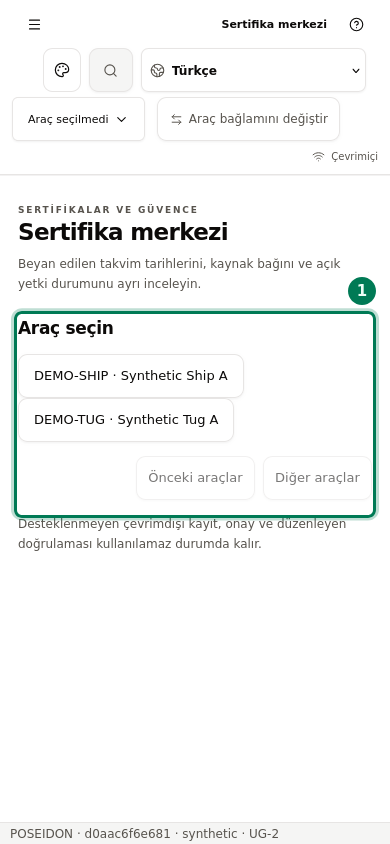 Sertifika merkezi
Türkçe
Araç seçilmedi
Araç bağlamını değiştir
Çevrimiçi
SERTİFİKALAR VE GÜVENCE
Sertifika merkezi
Beyan edilen takvim tarihlerini, kaynak bağını ve açık
yetki durumunu ayrı inceleyin.
1
Araç seçin
DEMO-SHIP · Synthetic Ship A
DEMO-TUG · Synthetic Tug A
Önceki araçlar
Diğer araçlar
Desteklenmeyen çevrimdışı kayıt, onay ve düzenleyen
doğrulaması kullanılamaz durumda kalır.
POSEIDON · d0aac6f6e681 · synthetic · UG-2